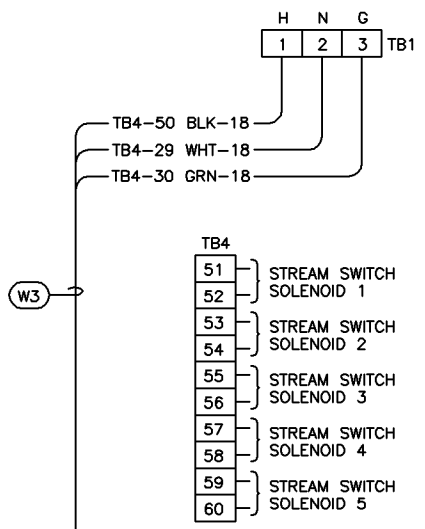 H N G
1 2 3 TB1
TB4-50 BLK-18
TB4-29 WHT-18
TB4-30 GRN-18
TB4
W3
51
52
STREAM SWITCH
SOLENOID 1
53
54
STREAM SWITCH
SOLENOID 2
55
56
STREAM SWITCH
SOLENOID 3
57
58
STREAM SWITCH
SOLENOID 4
59
60
STREAM SWITCH
SOLENOID 5